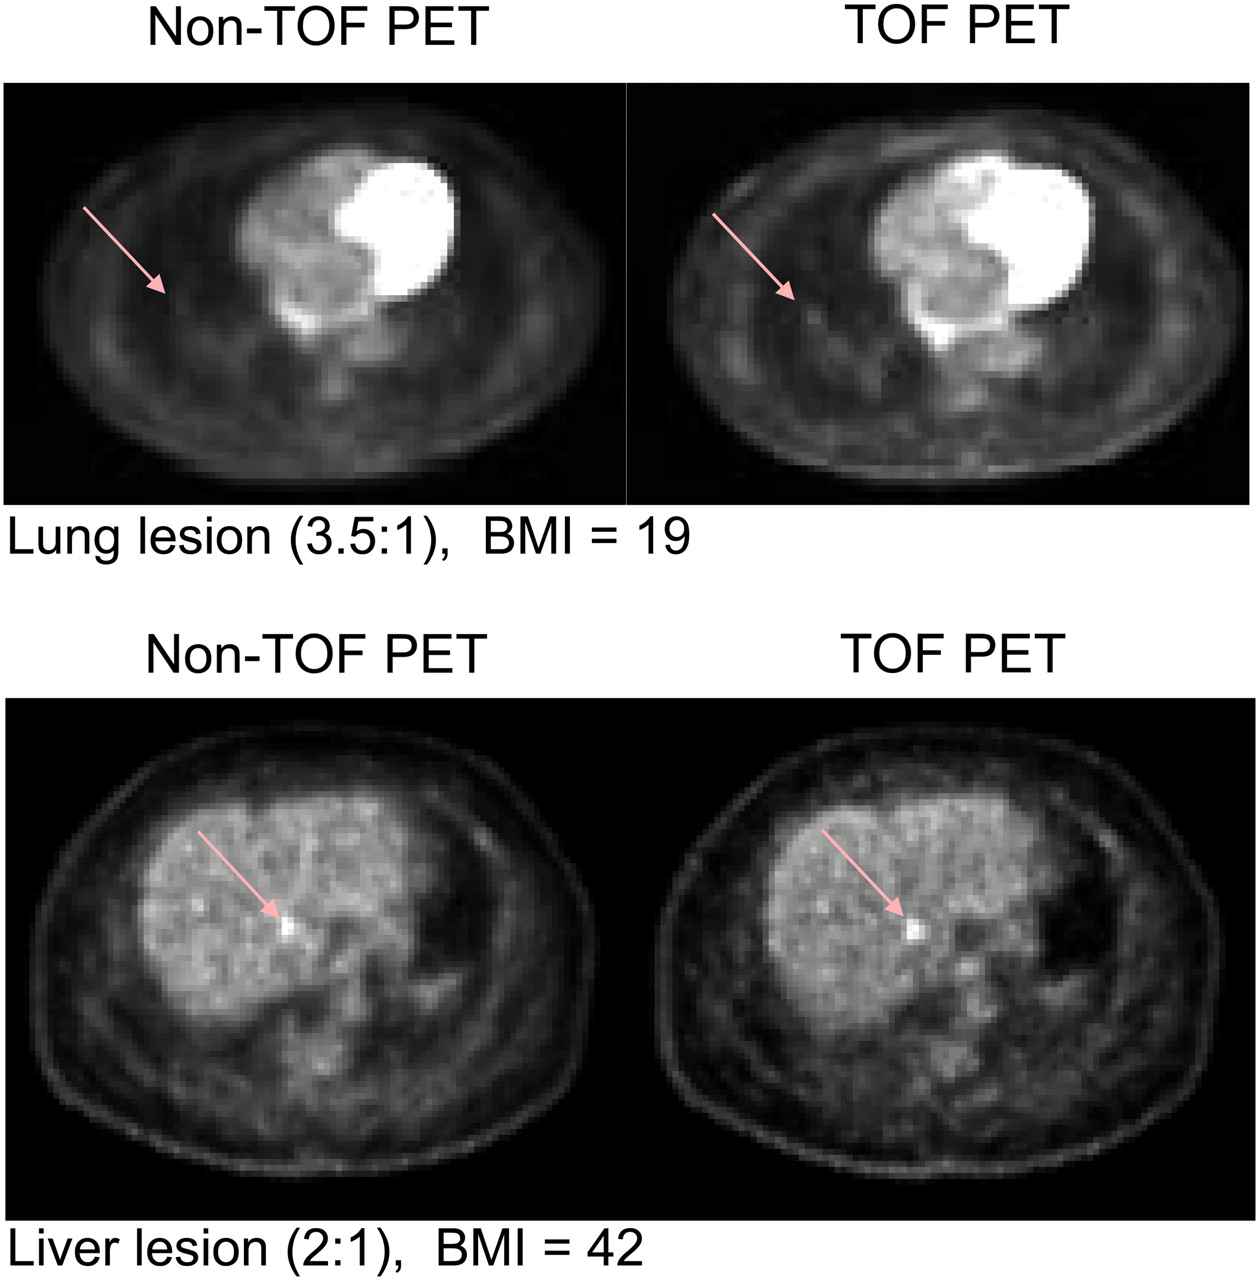 Non-TOF PET TOF PET
Lung lesion (3.5:1), BMI = 19
Non-TOF PET TOF PET
Liver lesion (2:1), BMI = 42